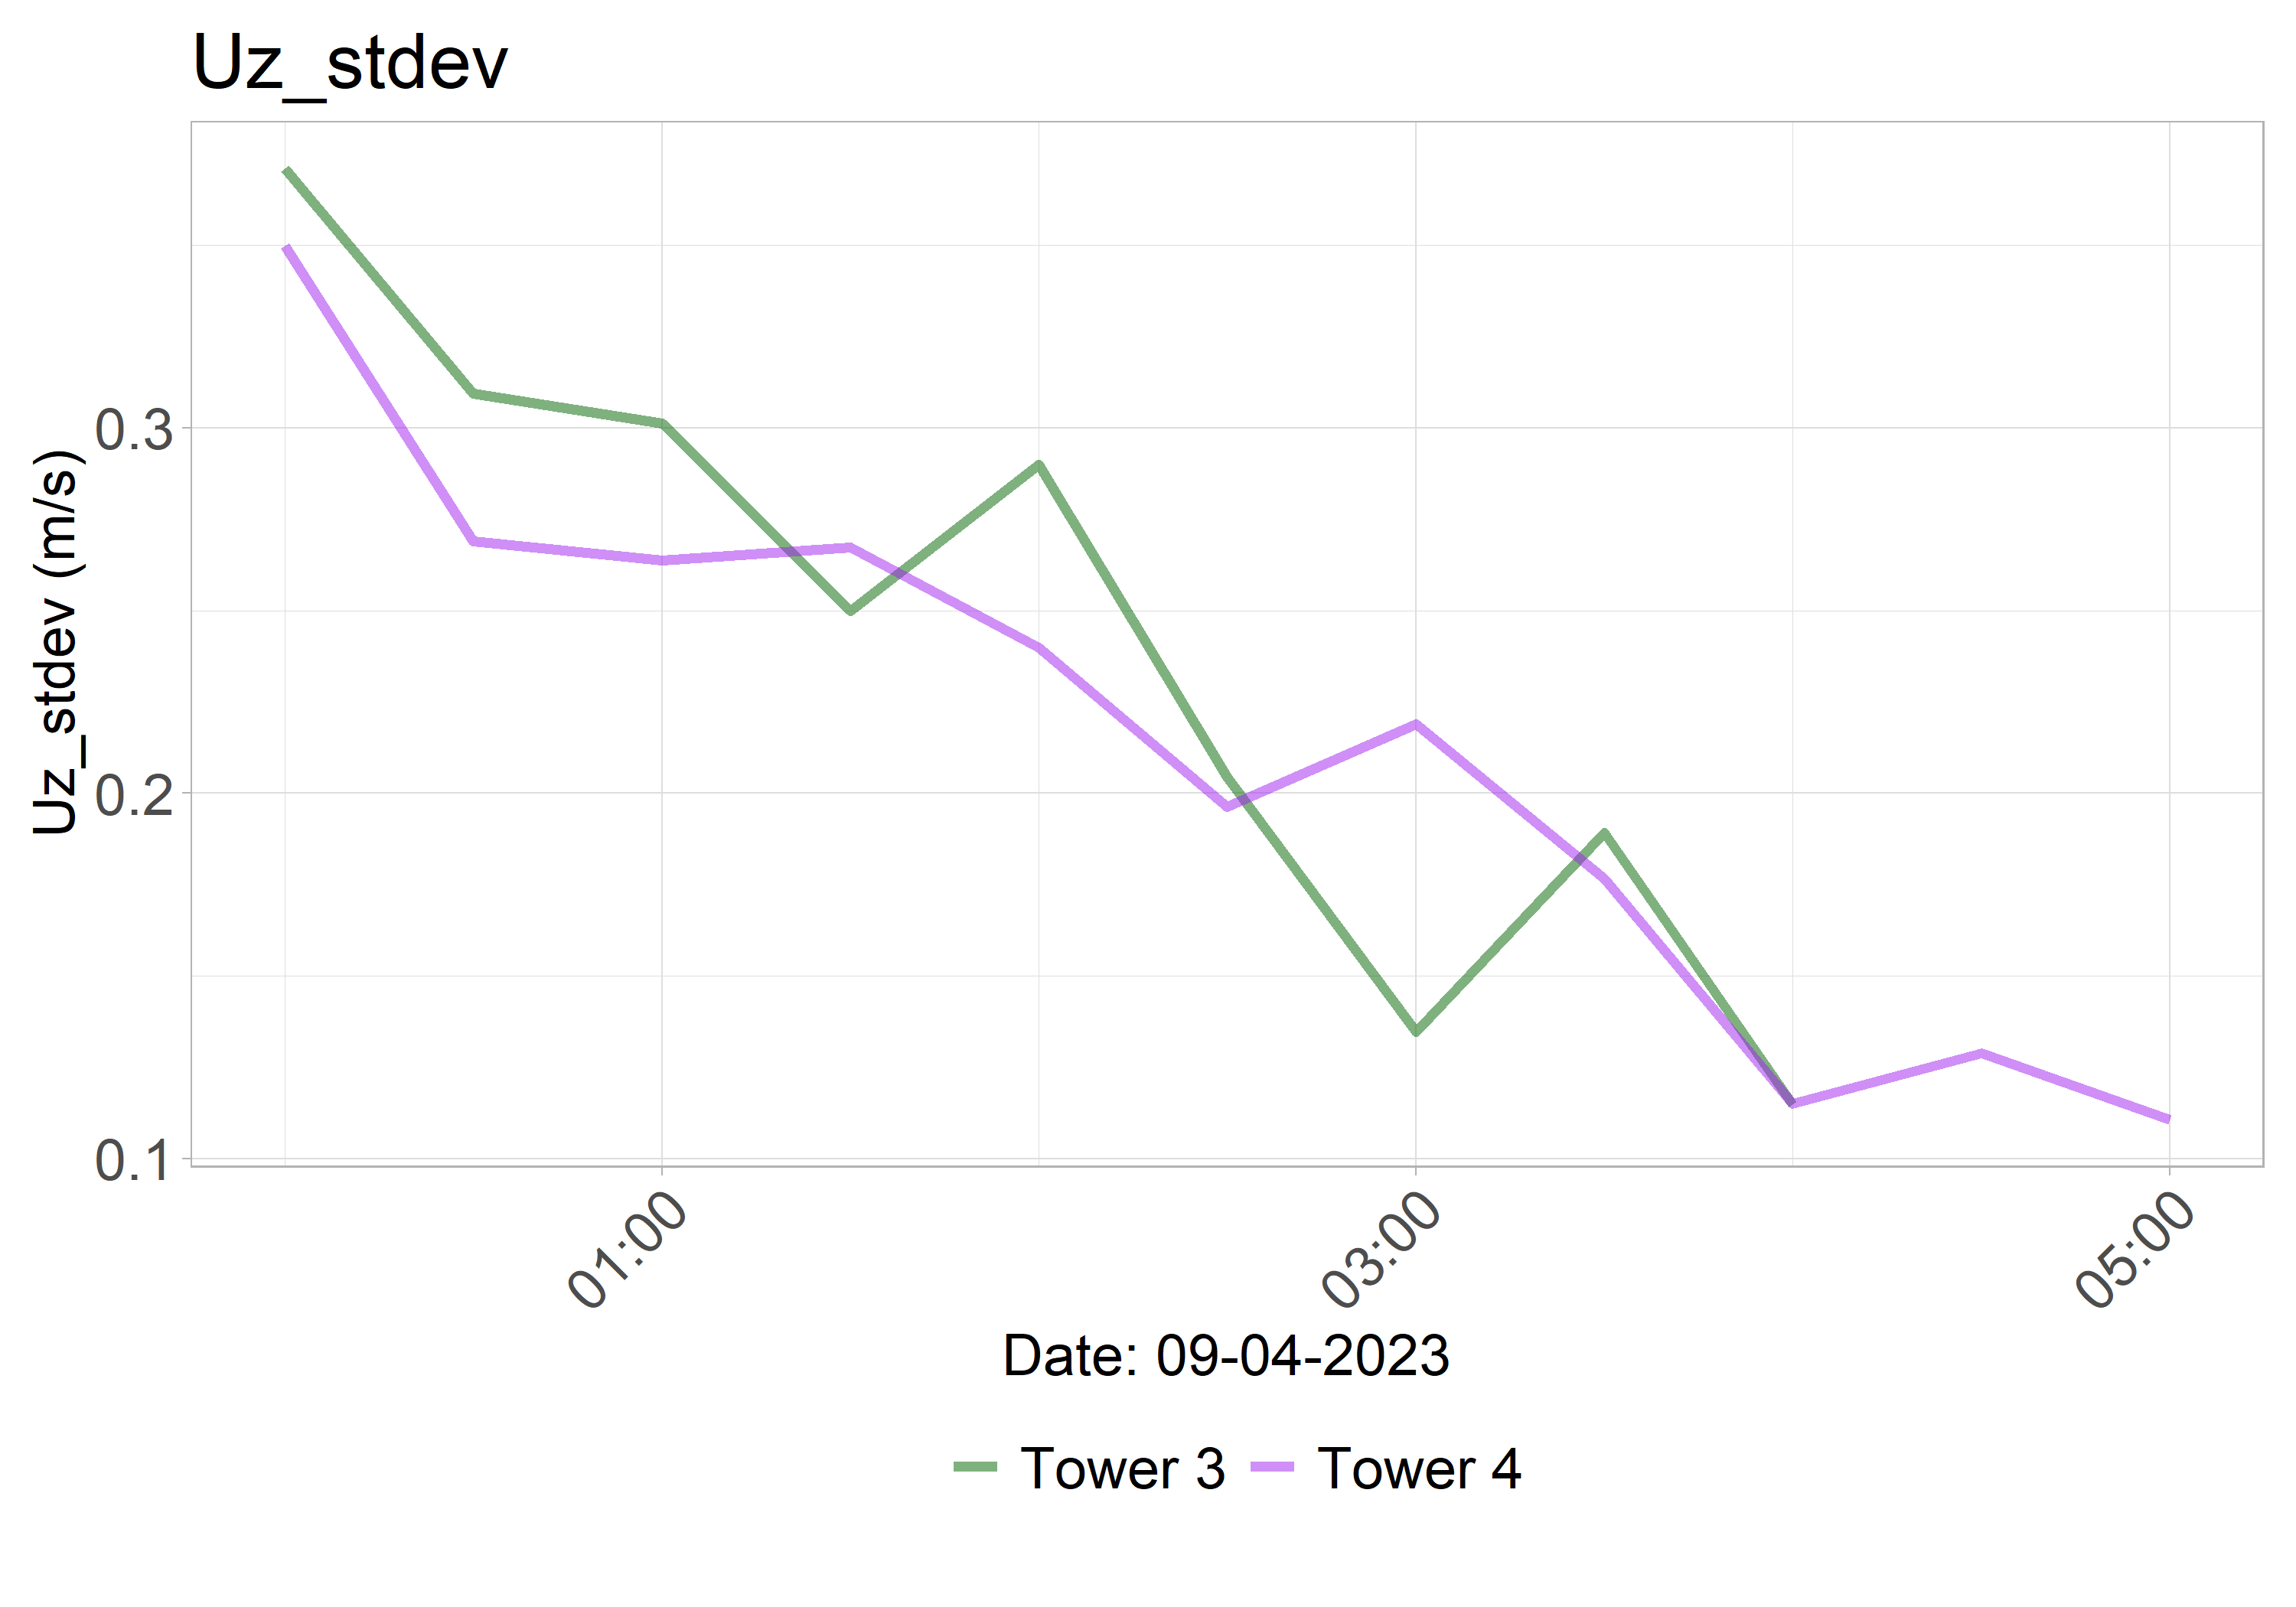 Uz_stdev
Uz_stdev (m/s)
0.3
0.2
0.1
01:00
03:00
05:00
Date: 09-04-2023
Tower 3
Tower 4